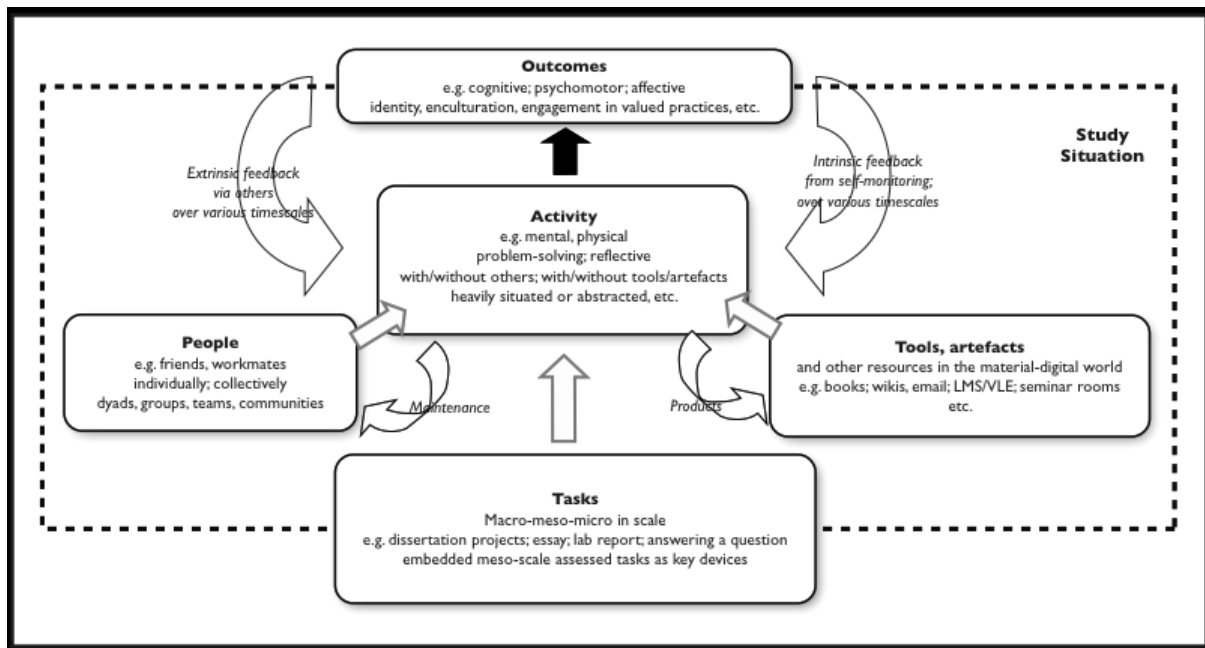 Outcomes
e.g. cognitive; psychomotor; affective
identity, enculturation, engagement in valued practices, etc.
Study
Situation
Extrinsic feedback
via others
over various timescales
Intrinsic feedback
from self-monitoring;
over various timescales
Activity
e.g. mental, physical
problem-solving; reflective
with/without others; with/without tools/artefacts
heavily situated or abstracted, etc.
People
e.g. friends, workmates
individually; collectively
dyads, groups, teams, communities
Tools, artefacts
and other resources in the material-digital world
e.g. books; wikis, email; LMS/VLE; seminar rooms
etc.
Maintenance
Products
Tasks
Macro-meso-micro in scale
e.g. dissertation projects; essay; lab report; answering a question
embedded meso-scale assessed tasks as key devices